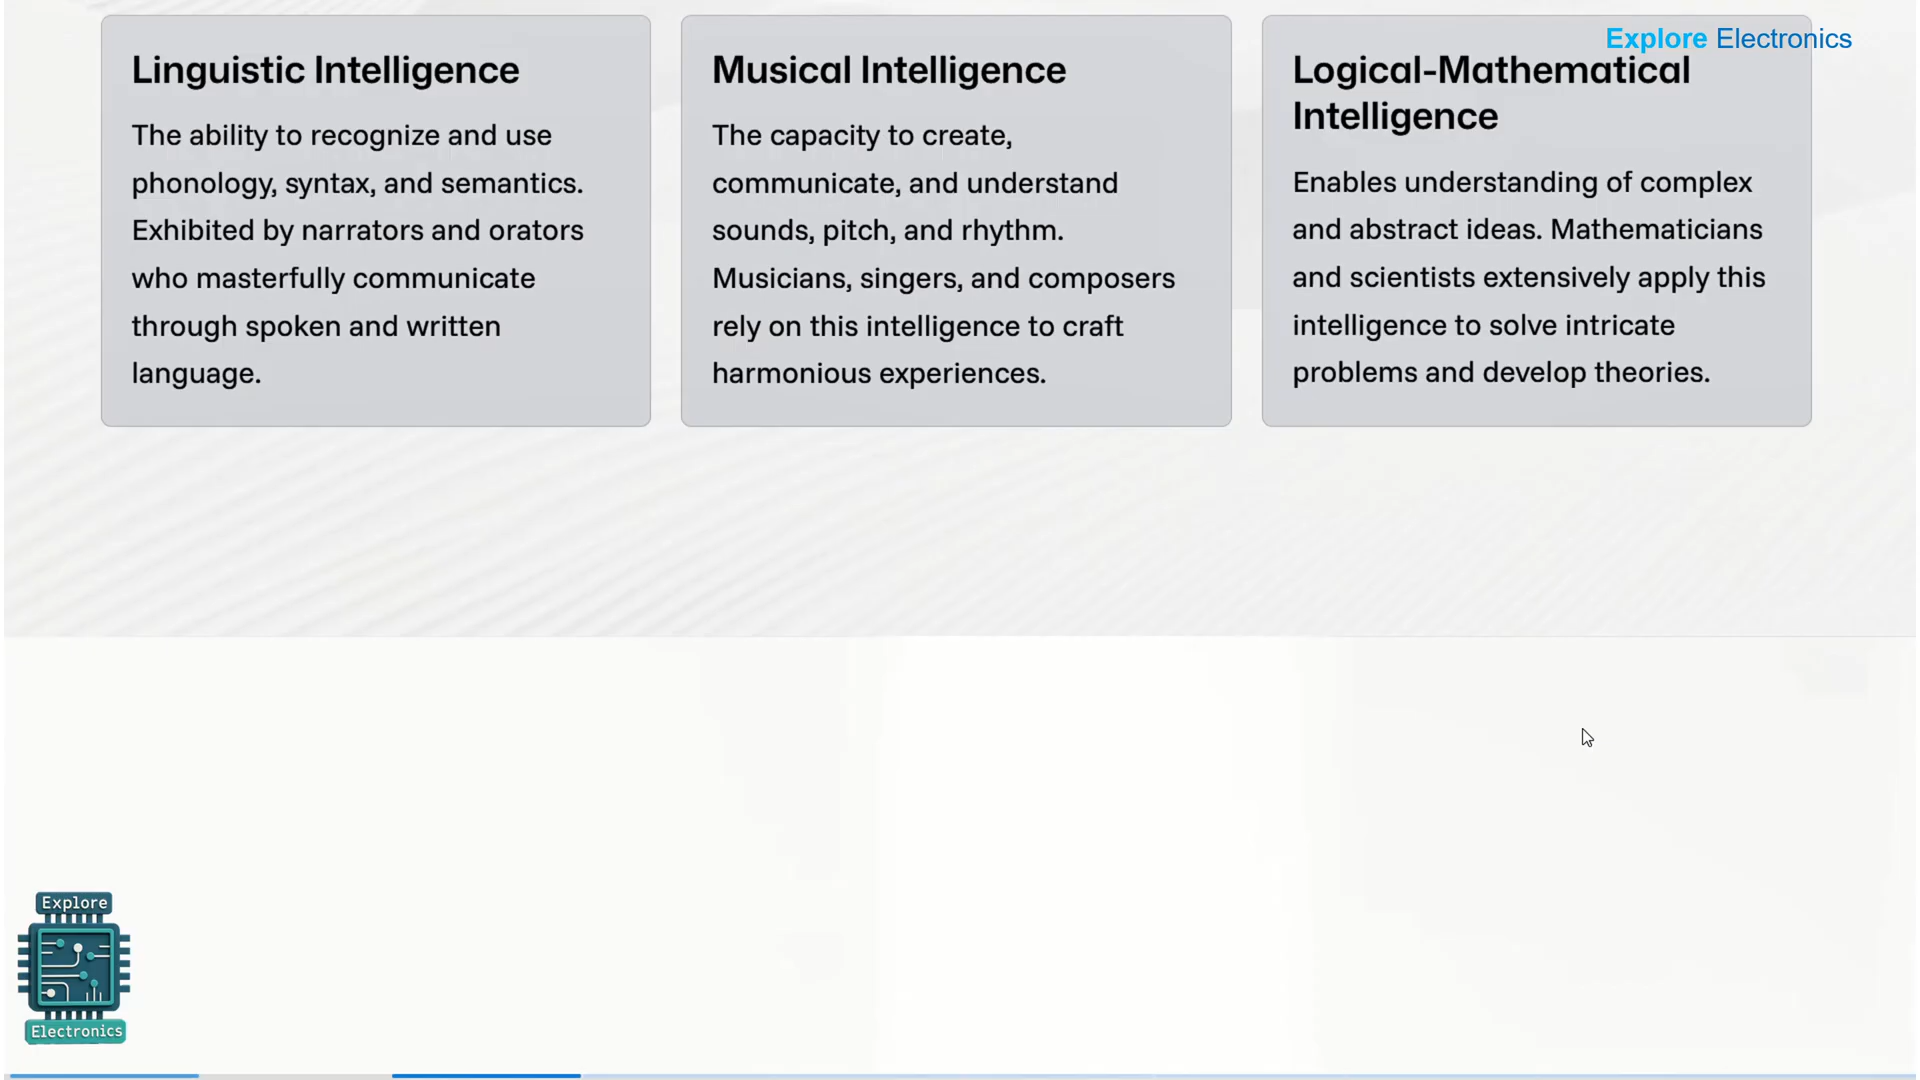 Explore Electronics
Linguistic Intelligence
The ability to recognize and use
phonology, syntax, and semantics.
Exhibited by narrators and orators
who masterfully communicate
through spoken and written
language.
Musical Intelligence
The capacity to create,
communicate, and understand
sounds, pitch, and rhythm.
Musicians, singers, and composers
rely on this intelligence to craft
harmonious experiences.
Logical-Mathematical
Intelligence
Enables understanding of complex
and abstract ideas. Mathematicians
and scientists extensively apply this
intelligence to solve intricate
problems and develop theories.
Explore
Electronics